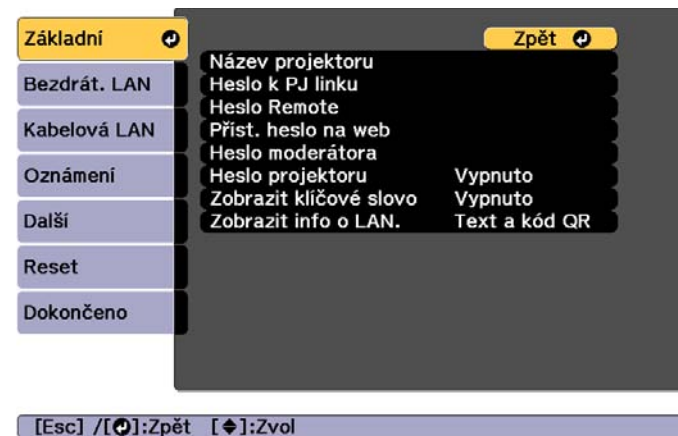 Základní
Bezdrát. LAN
Kabelová LAN
Oznámení
Další
Reset
Dokončeno
Zpět
Název projektoru
Heslo k PJ linku
Heslo Remote
Příst. heslo na web
Heslo moderátora
Heslo projektoru Vypnuto
Zobrazit klíčové slovo Vypnuto
Zobrazit info o LAN. Text a kód QR
[Esc] /[⏎]:Zpět [◆]:Zvol